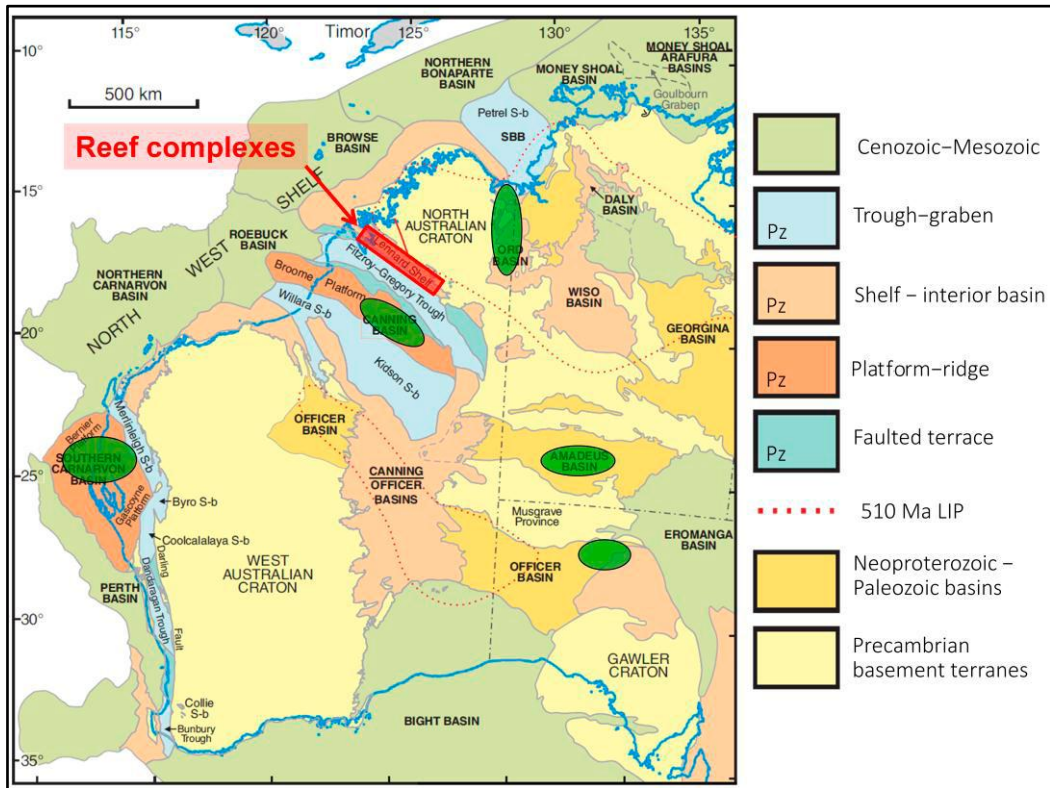 115°
120°
Timor
125°
130°
135°
10°
15°
20°
25°
30°
35°
500 km
Reef complexes
NORTHERN
BONAPARTE
BASIN
MONEY SHOAL
BASIN
MONEY SHOAL
ARAFURA
BASINS
Goulbourn
Graben
Petrel S-b
SBB
BROWSE
BASIN
NORTH WEST SHELF
ROEBUCK
BASIN
NORTHERN
CARNARVON
BASIN
NORTH
AUSTRALIAN
CRATON
ORD
BASIN
DALY
BASIN
WISO
BASIN
GEORGINA
BASIN
Lennard Shelf
Fitzroy-Gregory Trough
Broome Platform
Willara S-b
CANNING
BASIN
Kidson S-b
OFFICER
BASIN
CANNING
OFFICER
BASINS
AMADEUS
BASIN
Musgrave
Province
EROMANGA
BASIN
OFFICER
BASIN
Merlinleigh S-b
Bernier Platform
SOUTHERN
CARNARVON
BASIN
Gascoyne
Platform
Byro S-b
Coolcalalaya S-b
Darling Fault
Dandaragan Trough
PERTH
BASIN
WEST
AUSTRALIAN
CRATON
GAWLER
CRATON
Collie
S-b
Bunbury
Trough
BIGHT BASIN
Cenozoic–Mesozoic
Pz
Trough–graben
Shelf – interior basin
Pz
Platform–ridge
Pz
Faulted terrace
510 Ma LIP
Neoproterozoic –
Paleozoic basins
Precambrian
basement terranes